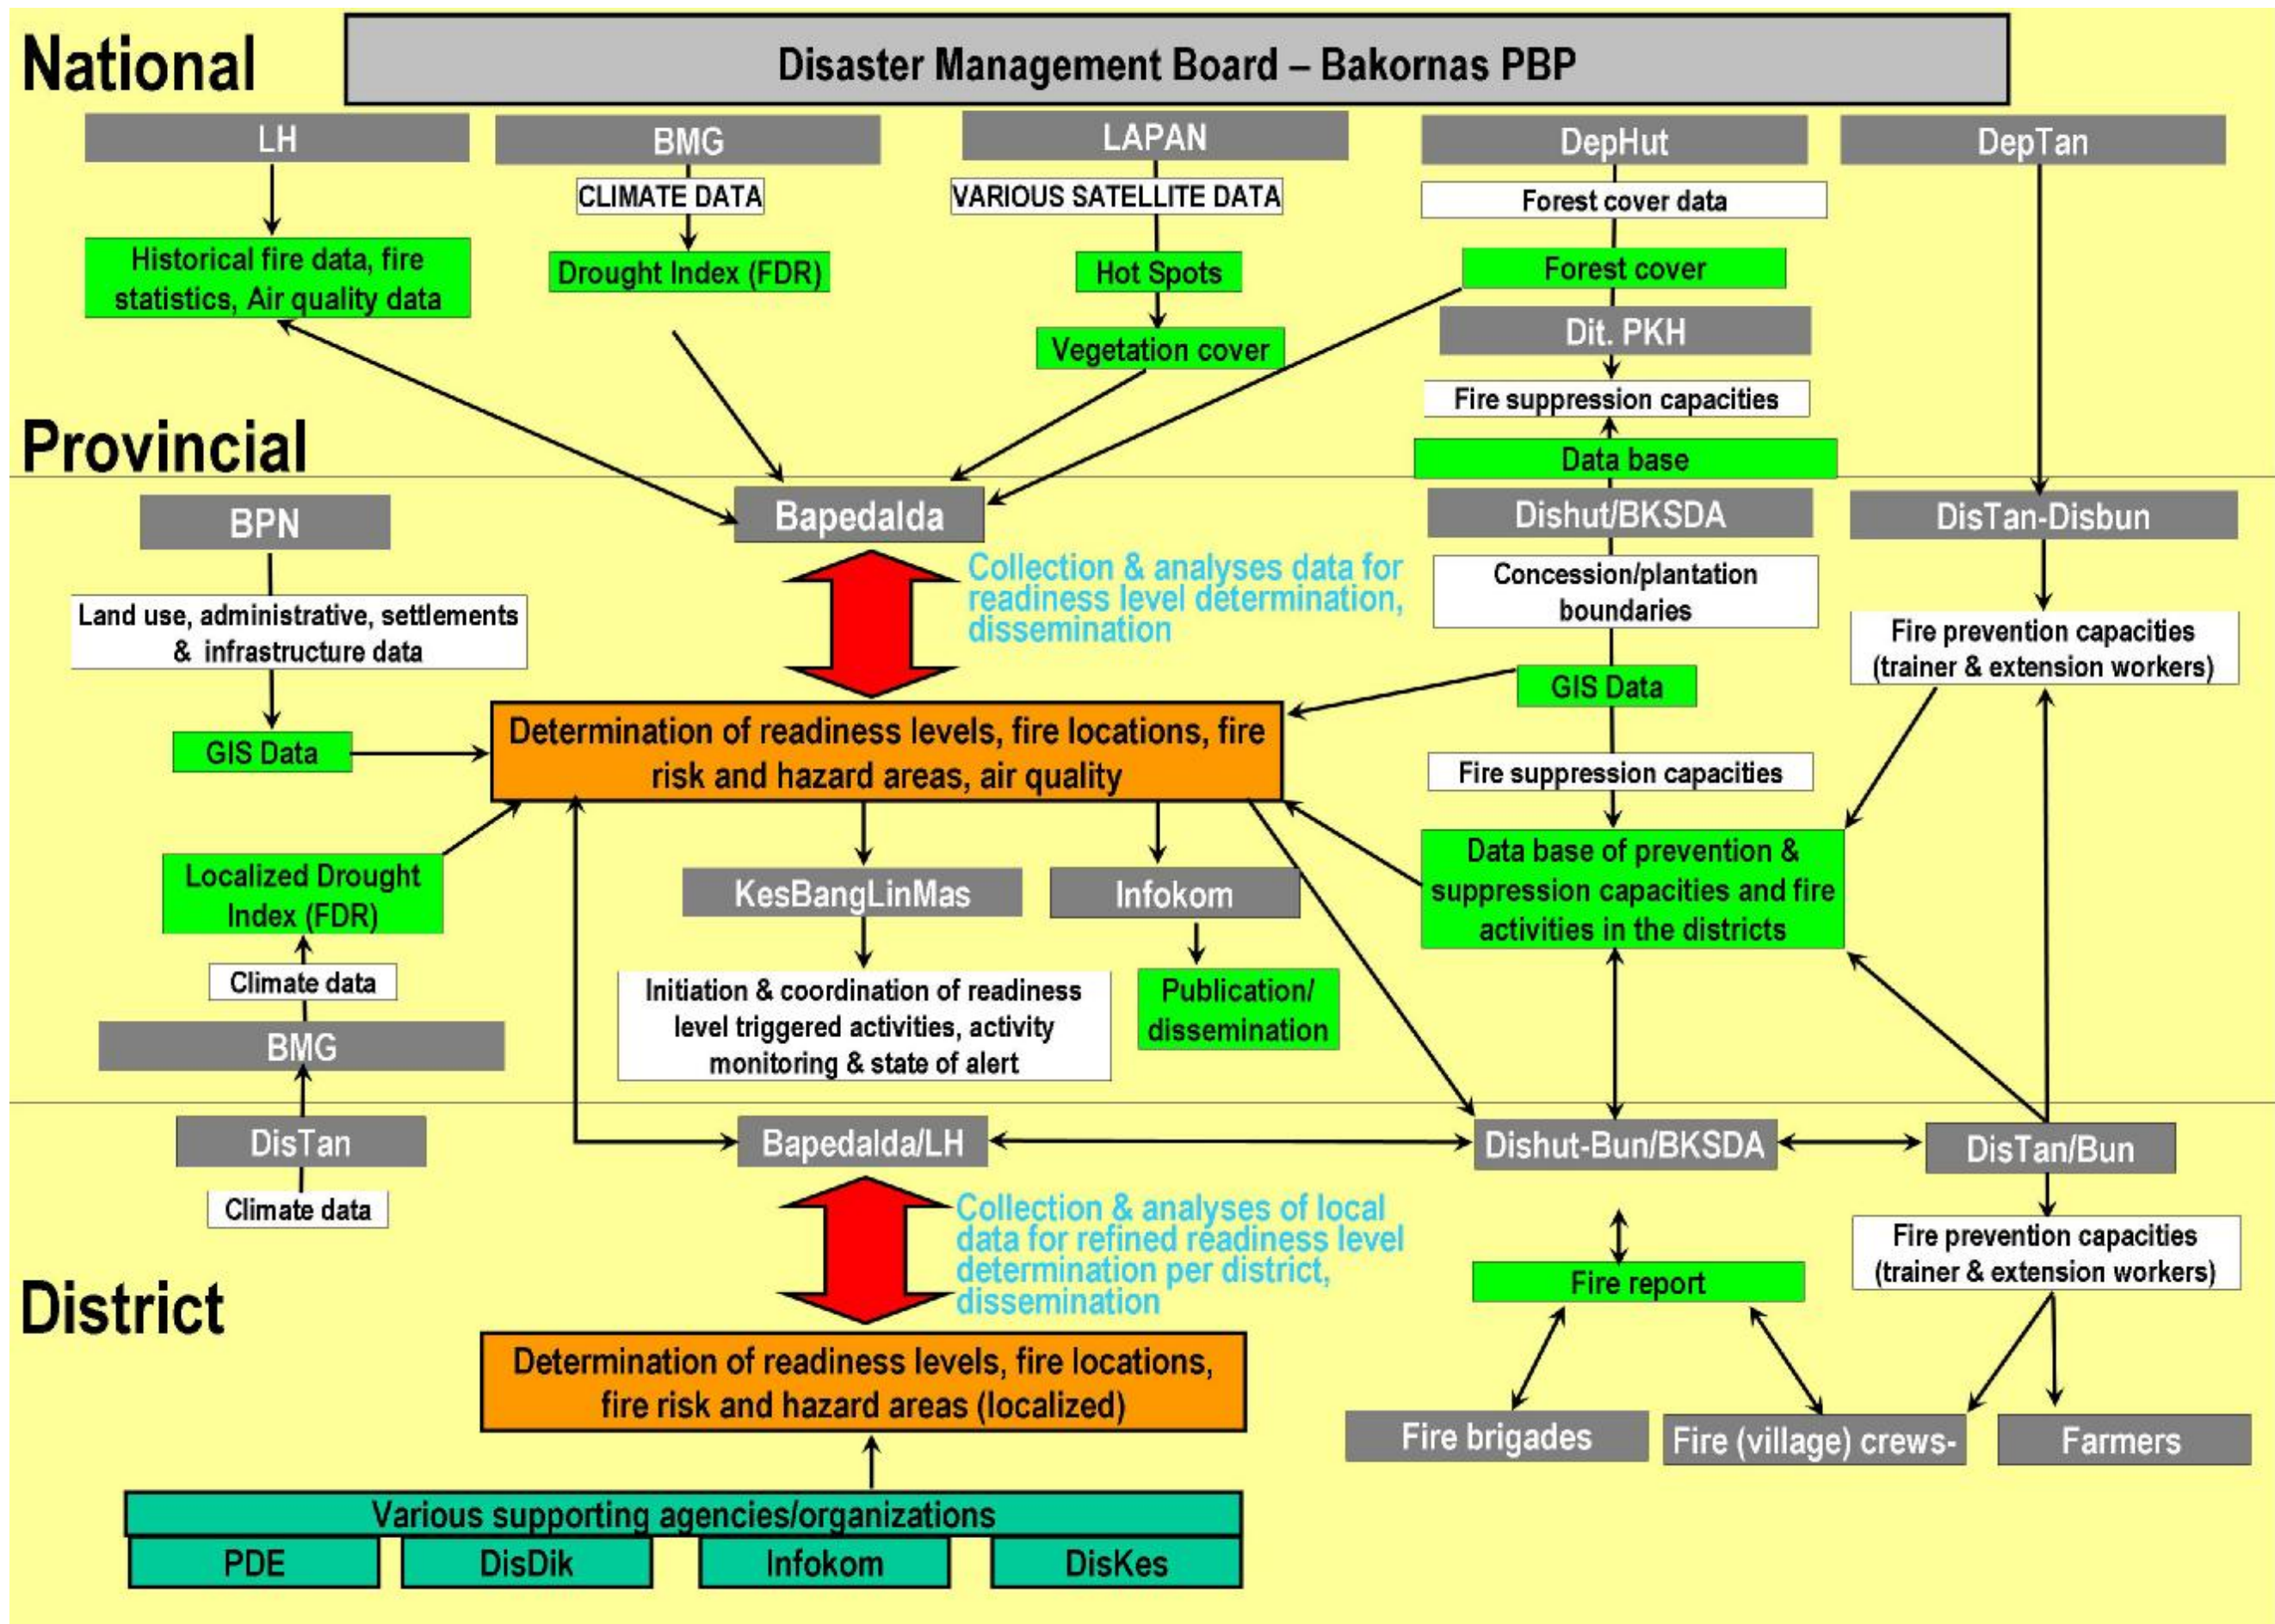 National
Disaster Management Board – Bakornas PBP
LH
BMG
LAPAN
DepHut
DepTan
CLIMATE DATA
VARIOUS SATELLITE DATA
Forest cover data
Historical fire data, fire
statistics, Air quality data
Drought Index (FDR)
Hot Spots
Forest cover
Vegetation cover
Dit. PKH
Fire suppression capacities
Data base
Provincial
BPN
Bapedalda
Dishut/BKSDA
DisTan-Disbun
Collection & analyses data for
readiness level determination,
dissemination
Concession/plantation
boundaries
Land use, administrative, settlements
& infrastructure data
Fire prevention capacities
(trainer & extension workers)
GIS Data
GIS Data
Determination of readiness levels, fire locations, fire
risk and hazard areas, air quality
Fire suppression capacities
Localized Drought
Index (FDR)
KesBangLinMas
Infokom
Data base of prevention &
suppression capacities and fire
activities in the districts
Climate data
Initiation & coordination of readiness
level triggered activities, activity
monitoring & state of alert
Publication/
dissemination
BMG
DisTan
Bapedalda/LH
Dishut-Bun/BKSDA
DisTan/Bun
Climate data
Collection & analyses of local
data for refined readiness level
determination per district,
dissemination
Fire prevention capacities
(trainer & extension workers)
Fire report
District
Determination of readiness levels, fire locations,
fire risk and hazard areas (localized)
Fire brigades
Fire (village) crews-
Farmers
Various supporting agencies/organizations
PDE
DisDik
Infokom
DisKes